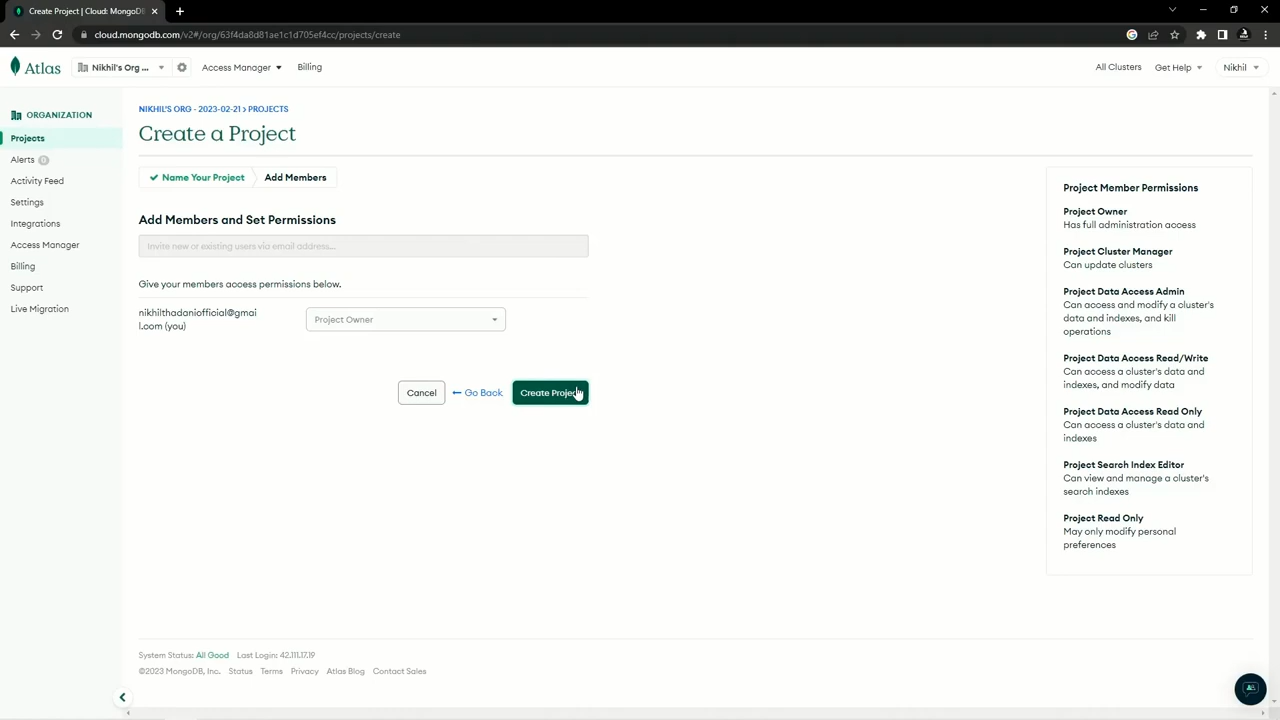 Create Project | Cloud: MongoDB
cloud.mongodb.com/v2#/org/63f4da8d81ae1c1d705ef4cc/projects/create
Atlas
Nikhil's Org ...
Access Manager
Billing
All Clusters
Get Help
Nikhil
ORGANIZATION
Projects
Alerts 0
Activity Feed
Settings
Integrations
Access Manager
Billing
Support
Live Migration
NIKHIL'S ORG - 2023-02-21 > PROJECTS
Create a Project
Name Your Project
Add Members
Add Members and Set Permissions
Invite new or existing users via email address...
Give your members access permissions below.
nikhilthadaniofficial@gmai
l.com (you)
Project Owner
Cancel
Go Back
Create Project
Project Member Permissions
Project Owner
Has full administration access
Project Cluster Manager
Can update clusters
Project Data Access Admin
Can access and modify a cluster's
data and indexes, and kill
operations
Project Data Access Read/Write
Can access a cluster's data and
indexes, and modify data
Project Data Access Read Only
Can access a cluster's data and
indexes
Project Search Index Editor
Can view and manage a cluster's
search indexes
Project Read Only
May only modify personal
preferences
System Status: All Good Last Login: 42.111.17.19
©2023 MongoDB, Inc. Status Terms Privacy Atlas Blog Contact Sales